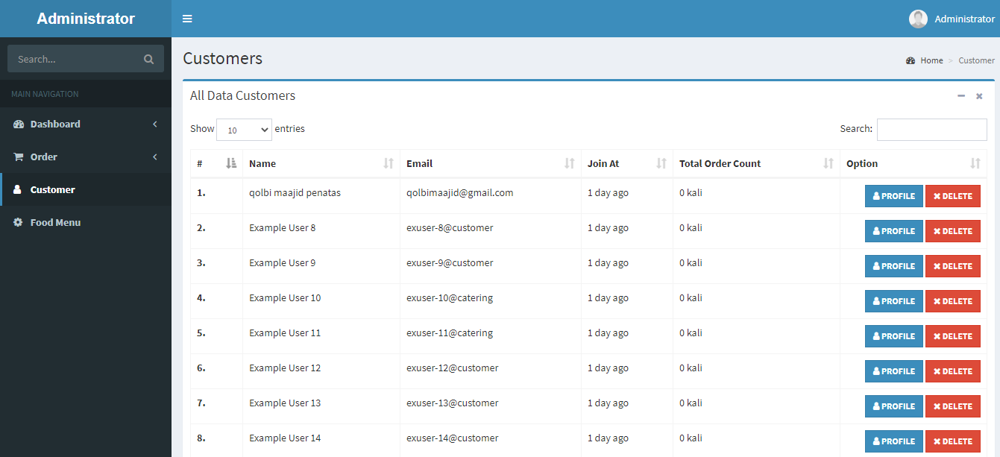 Administrator
Administrator
Search...
MAIN NAVIGATION
Dashboard
Order
Customer
Food Menu
Customers
Home > Customer
All Data Customers
Show 10 entries
Search:
# Name Email Join At Total Order Count Option
1. qolbi maajid penatas qolbimaajid@gmail.com 1 day ago 0 kali PROFILE DELETE
2. Example User 8 exuser-8@customer 1 day ago 0 kali PROFILE DELETE
3. Example User 9 exuser-9@customer 1 day ago 0 kali PROFILE DELETE
4. Example User 10 exuser-10@catering 1 day ago 0 kali PROFILE DELETE
5. Example User 11 exuser-11@catering 1 day ago 0 kali PROFILE DELETE
6. Example User 12 exuser-12@customer 1 day ago 0 kali PROFILE DELETE
7. Example User 13 exuser-13@customer 1 day ago 0 kali PROFILE DELETE
8. Example User 14 exuser-14@customer 1 day ago 0 kali PROFILE DELETE